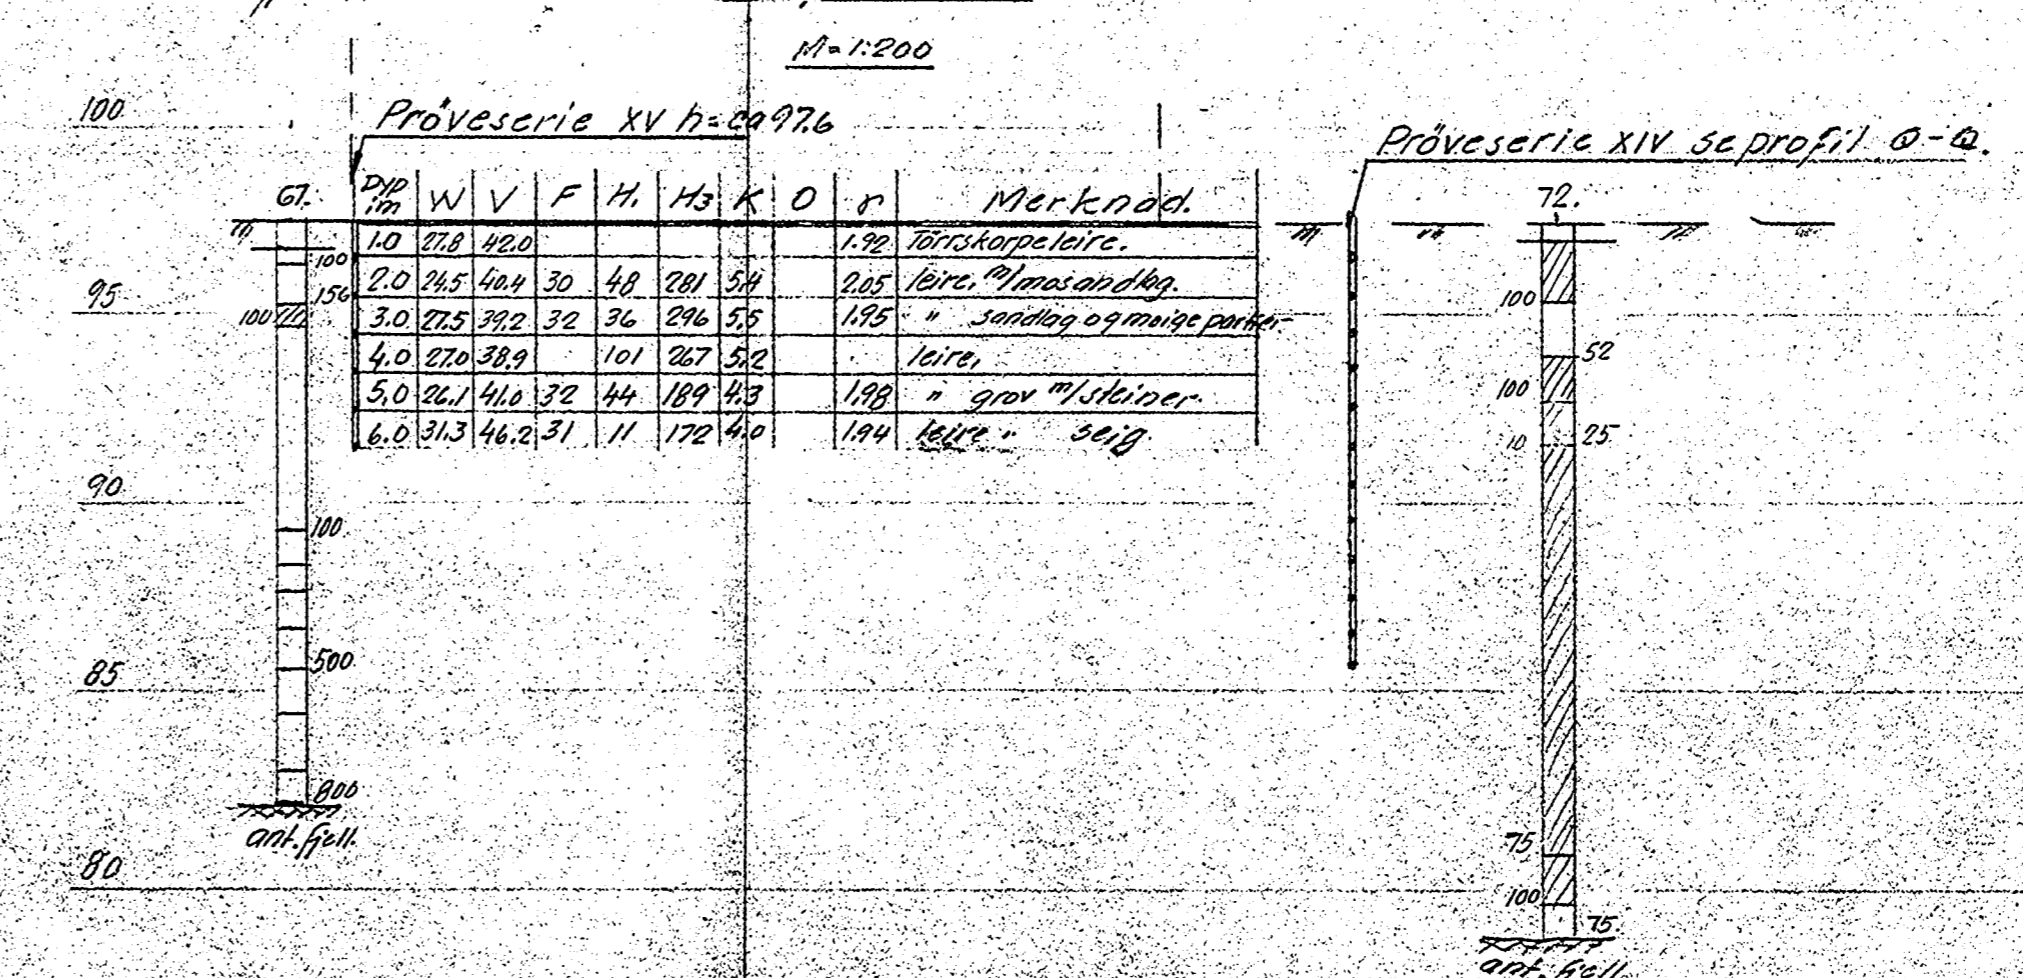 M=1:200
100
Pröveserie XV h=ca 97.6
Pröveserie XIV se profil Q-Q.
67.
72.
Dyp im W V F H1 H3 K O γ Merknad.
1.0 27.8 42.0 1.92 Törrskorpeleire.
2.0 24.5 40.4 30 48 281 5.4 2.05 leire, m/mosandlag.
3.0 27.5 39.2 32 36 296 5.5 1.95 " sandlag og moige partier
4.0 27.0 38.9 101 267 5.2 leire,
5.0 26.1 41.0 32 44 189 4.3 1.98 " grov m/steiner.
6.0 31.3 46.2 31 11 172 4.0 1.94 leire " seig.
100
95
156
100
100
52
100
10 25
90
100
85
500
800
ant. fjell.
80
75
100
75.
ant. fjell.